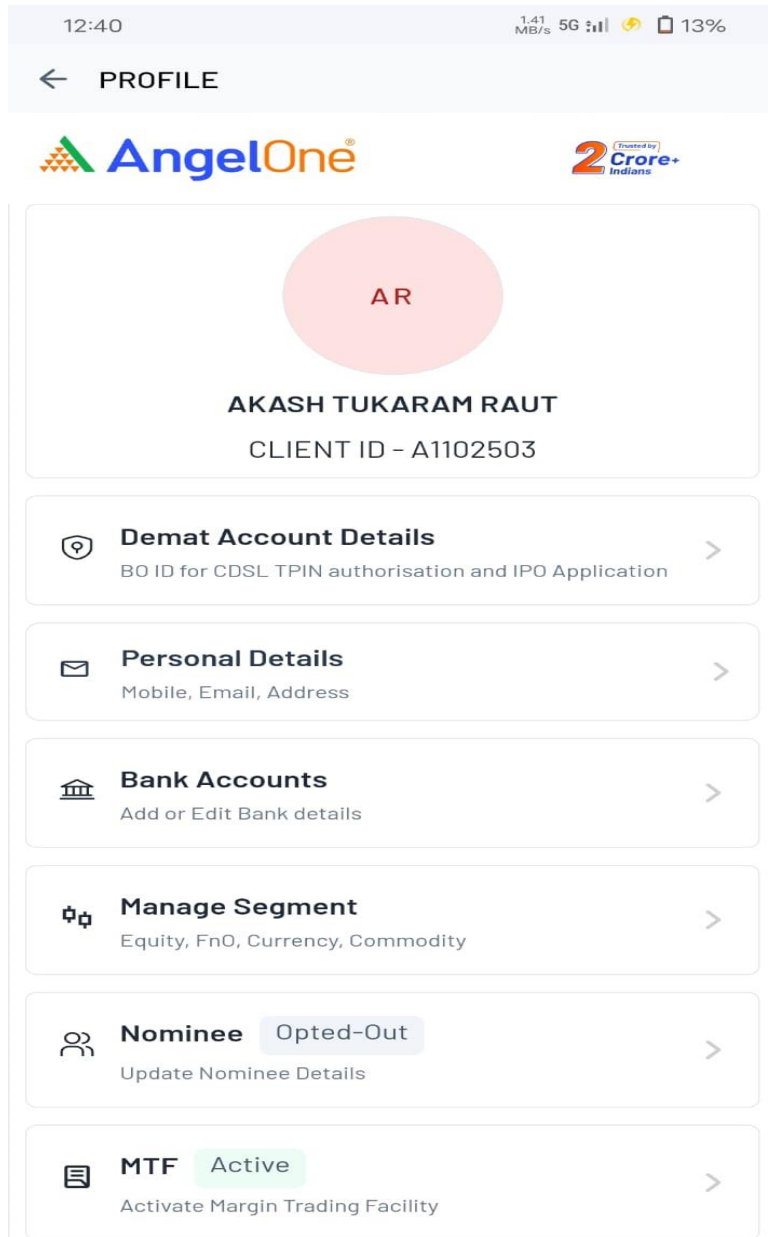 12:40
1.41 MB/s 5G 13%
PROFILE
AngelOne®
2 Trusted by Crore+ Indians
AR
AKASH TUKARAM RAUT
CLIENT ID - A1102503
Demat Account Details
BO ID for CDSL TPIN authorisation and IPO Application
Personal Details
Mobile, Email, Address
Bank Accounts
Add or Edit Bank details
Manage Segment
Equity, FnO, Currency, Commodity
Nominee Opted-Out
Update Nominee Details
MTF Active
Activate Margin Trading Facility